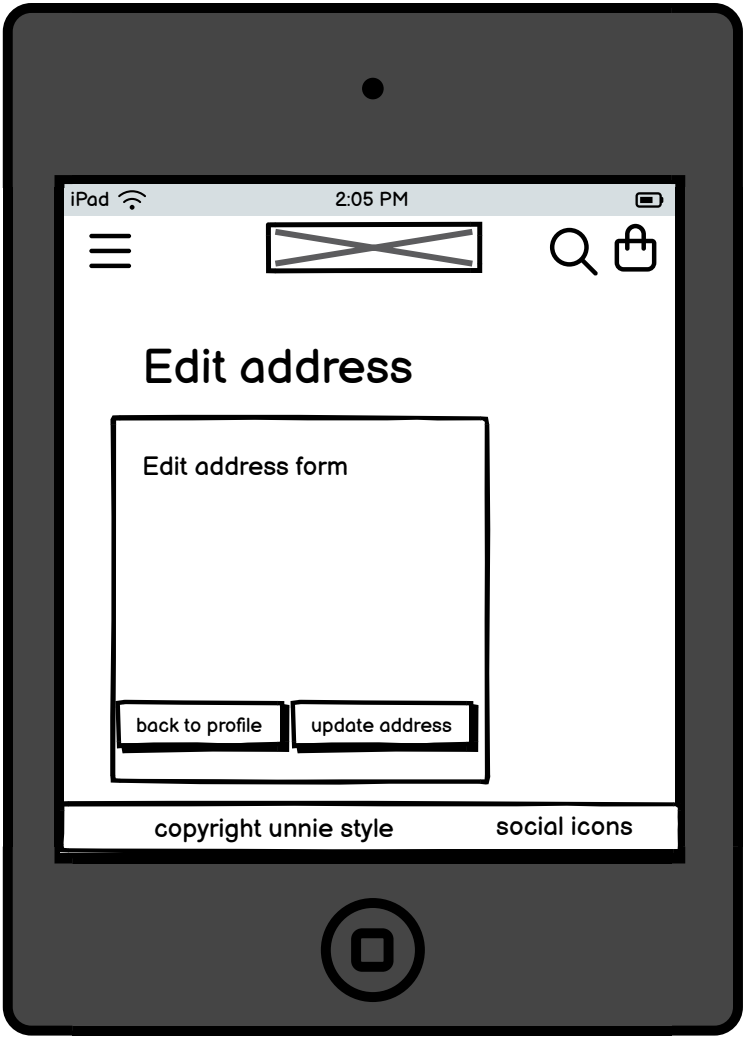 iPad 2:05 PM
Edit address
Edit address form
back to profile update address
copyright unnie style social icons